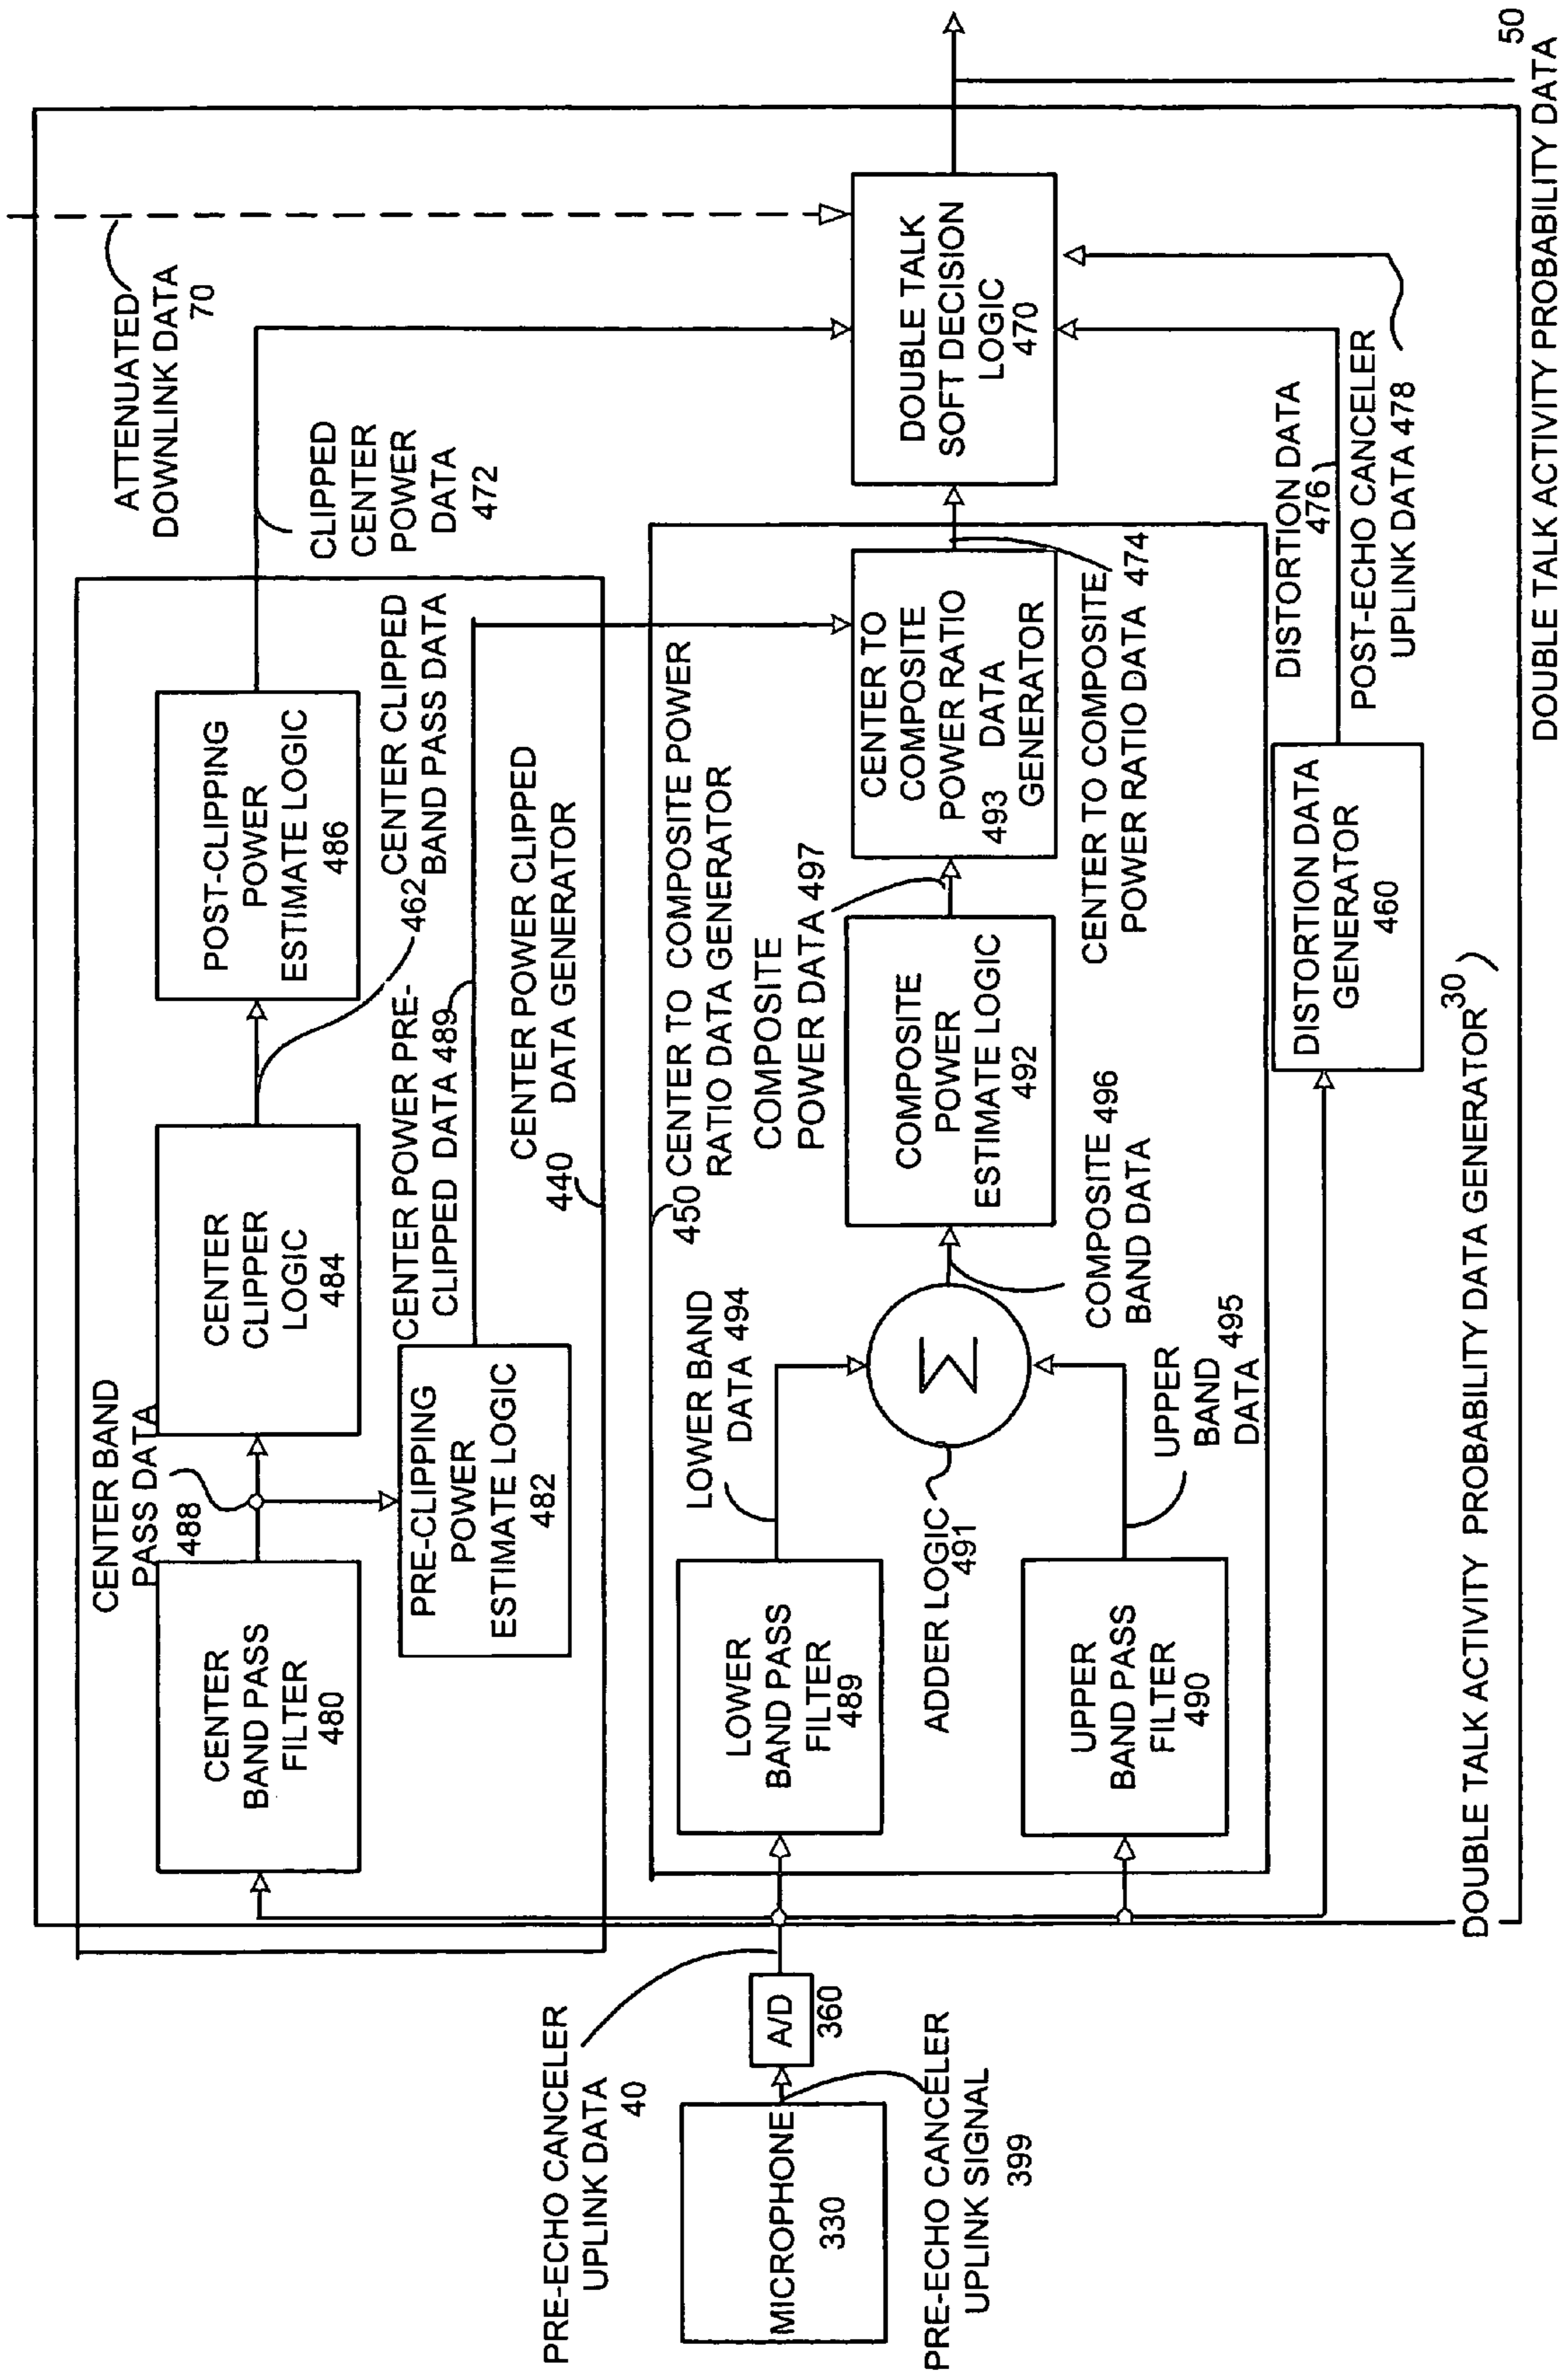 ATTENUATED
DOWNLINK DATA
70
CLIPPED
CENTER
POWER
DATA
472
CENTER BAND
PASS DATA
488
CENTER
BAND PASS
FILTER
480
CENTER
CLIPPER
LOGIC
484
POST-CLIPPING
POWER
ESTIMATE LOGIC
486
462
CENTER CLIPPED
BAND PASS DATA
PRE-CLIPPING
POWER
ESTIMATE LOGIC
482
CENTER POWER PRE-
CLIPPED DATA 489
CENTER POWER CLIPPED
DATA GENERATOR
440
450
CENTER TO COMPOSITE POWER
RATIO DATA GENERATOR
PRE-ECHO CANCELER
UPLINK DATA
40
MICROPHONE
330
A/D
360
PRE-ECHO CANCELER
UPLINK SIGNAL
399
LOWER
BAND PASS
FILTER
489
LOWER BAND
DATA 494
Σ
ADDER LOGIC
491
UPPER
BAND PASS
FILTER
490
UPPER
BAND 495
DATA
COMPOSITE 496
BAND DATA
COMPOSITE
POWER
ESTIMATE LOGIC
492
COMPOSITE
POWER DATA 497
CENTER TO
COMPOSITE
POWER RATIO
493 DATA
GENERATOR
CENTER TO COMPOSITE
POWER RATIO DATA 474
DOUBLE TALK
SOFT DECISION
LOGIC
470
DISTORTION DATA
GENERATOR
460
DISTORTION DATA
476
POST-ECHO CANCELER
UPLINK DATA 478
DOUBLE TALK ACTIVITY PROBABILITY DATA GENERATOR 30
50
DOUBLE TALK ACTIVITY PROBABILITY DATA